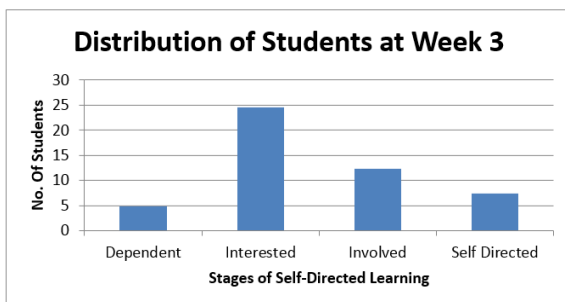 Distribution of Students at Week 3
30
25
20
15
10
5
0
No. Of Students
Dependent Interested Involved Self Directed
Stages of Self-Directed Learning